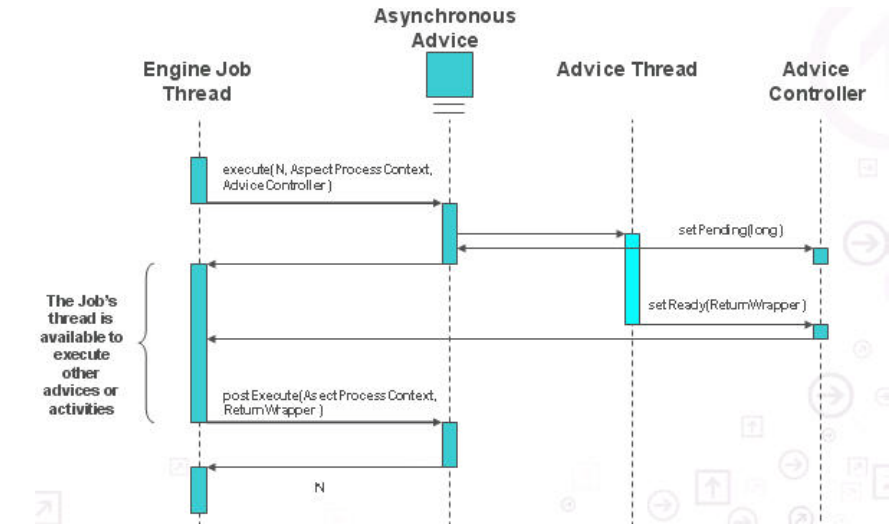 Asynchronous
Advice
Engine Job
Thread
Advice Thread
Advice
Controller
execute(N, AspectProcessContext,
AdviceController)
setPending(long)
The Job's
thread is
available to
execute
other
advices or
activities
setReady(ReturnWrapper)
postExecute(AsectProcessContext,
ReturnWrapper)
N